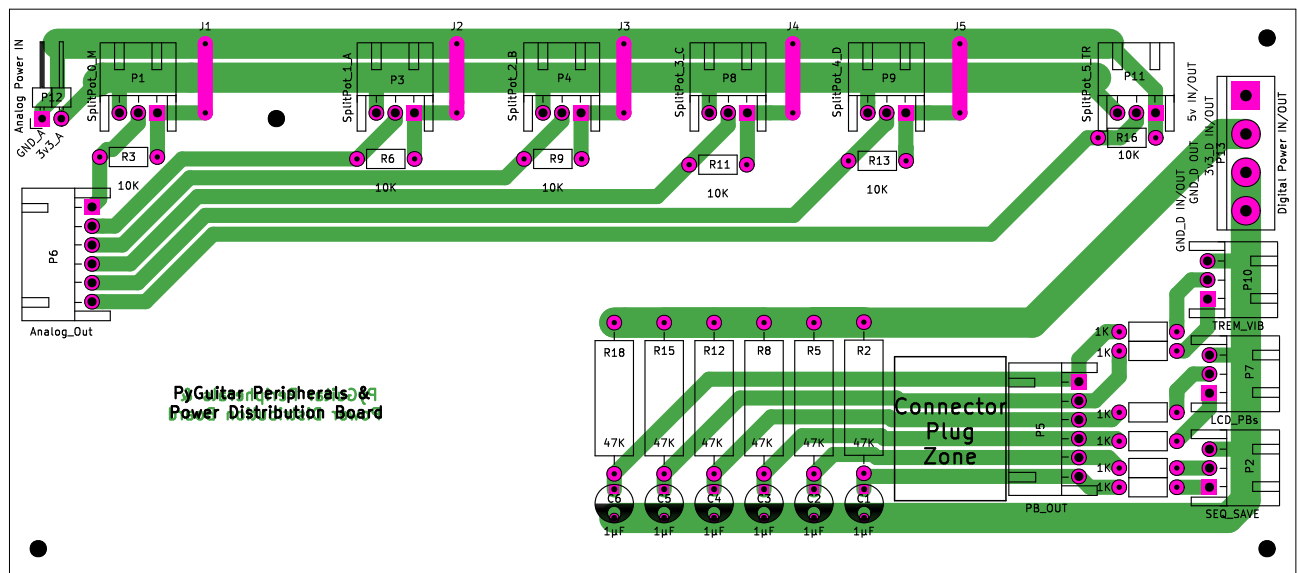 J1
J2
J3
J4
J5
Analog Power IN
P12
GND_A
3v3_A
SplitPot_0_M
P1
SplitPot_1_A
P3
SplitPot_2_B
P4
SplitPot_3_C
P8
SplitPot_4_D
P9
SplitPot_5_TR
P11
5v IN/OUT
3v3_D IN/OUT
GND_D OUT
GND_D IN/OUT
P13
Digital Power IN/OUT
R3
10K
R6
10K
R9
10K
R11
10K
R13
10K
R16
10K
P6
Analog_Out
P10
TREM_VIB
R18
R15
R12
R8
R5
R2
1K
1K
1K
1K
1K
1K
P7
LCD_PBs
PyGuitar Peripherals &
Power Distribution Board
PyGuitar Peripherals &
Power Distribution Board
Connector
Plug
Zone
P5
PB_OUT
47K
47K
47K
47K
47K
47K
P2
SEQ_SAVE
C6
C5
C4
C3
C2
C1
1µF
1µF
1µF
1µF
1µF
1µF